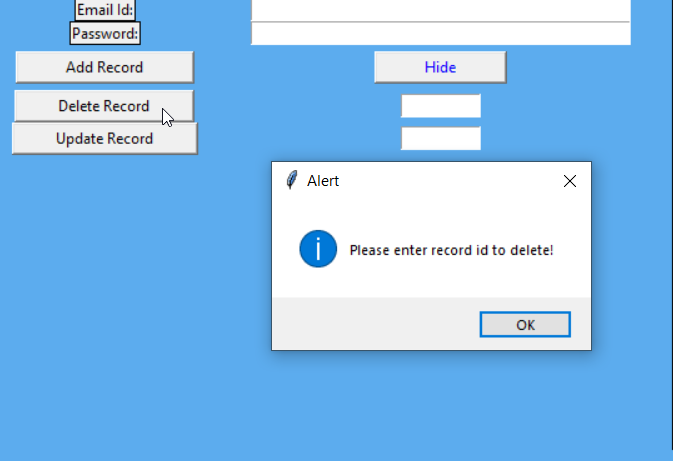 Email Id:
Password:
Add Record
Hide
Delete Record
Update Record
Alert
Please enter record id to delete!
OK